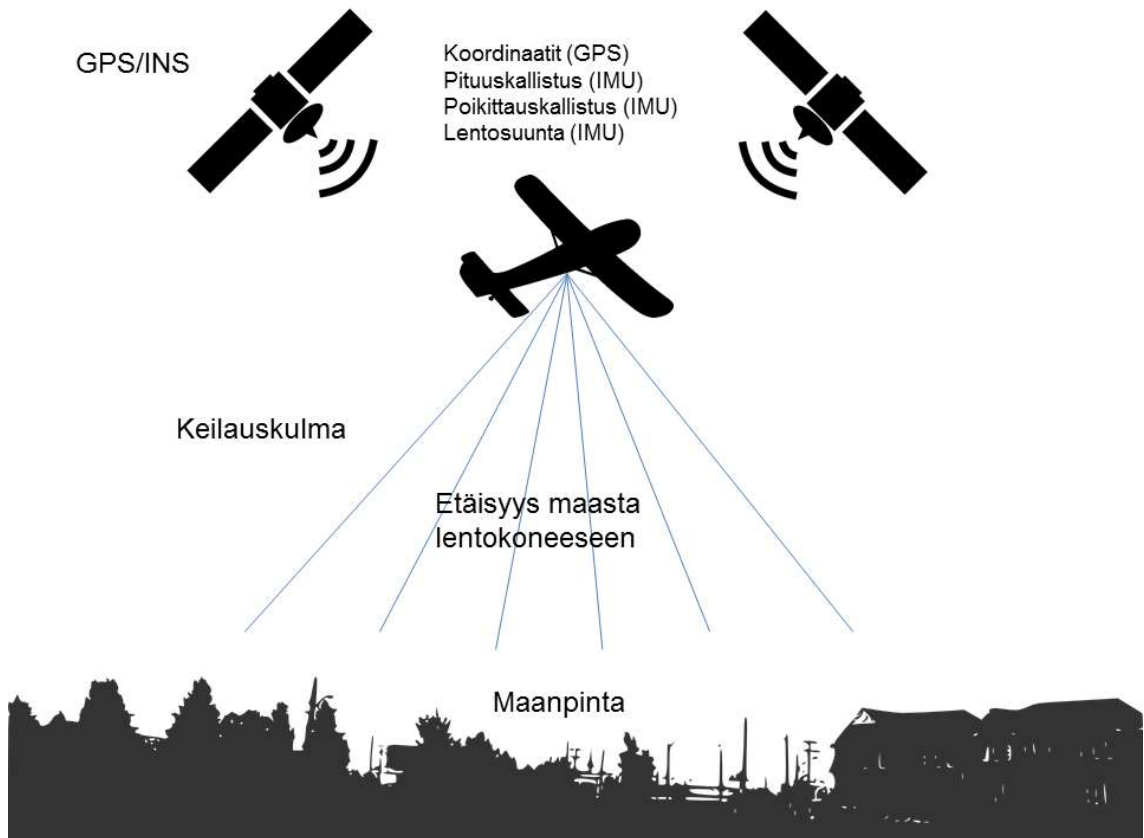 GPS/INS
Koordinaatit (GPS)
Pituuskallistus (IMU)
Poikittauskallistus (IMU)
Lentosuunta (IMU)
Keilauskulma
Etäisyys maasta
lentokoneeseen
Maanpinta